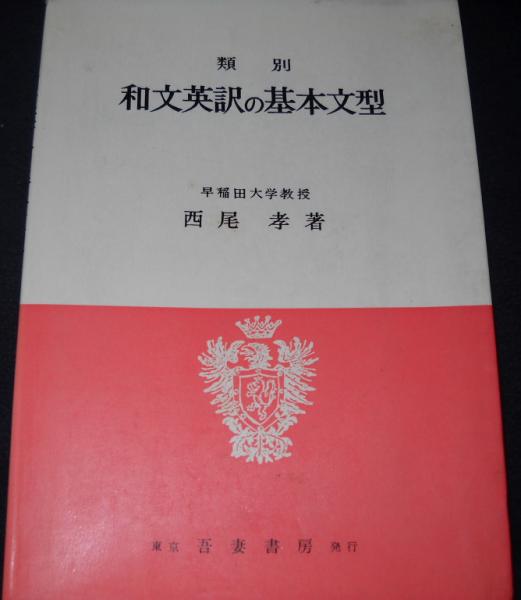 類 別
和文英訳の基本文型
早稲田大学教授
西尾 孝 著
東京 吾妻書房 発行